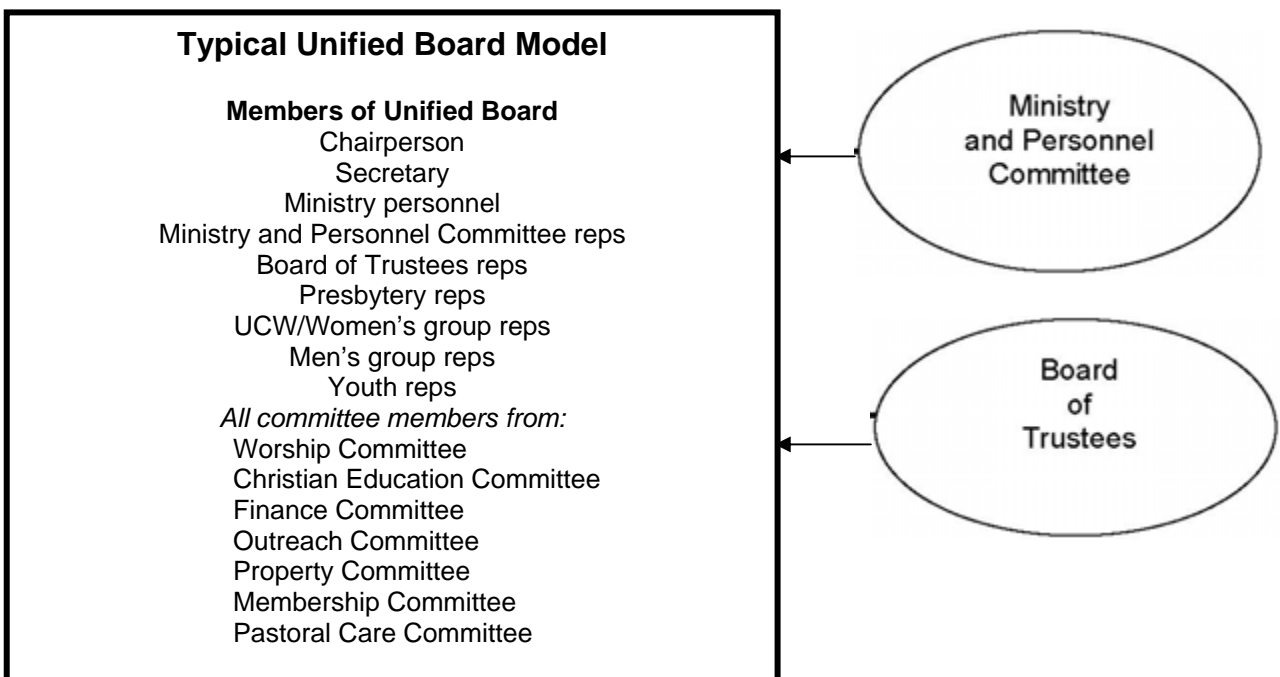 Typical Unified Board Model
Members of Unified Board
Chairperson
Secretary
Ministry personnel
Ministry and Personnel Committee reps
Board of Trustees reps
Presbytery reps
UCW/Women’s group reps
Men’s group reps
Youth reps
All committee members from:
Worship Committee
Christian Education Committee
Finance Committee
Outreach Committee
Property Committee
Membership Committee
Pastoral Care Committee
Ministry
and Personnel
Committee
Board
of
Trustees